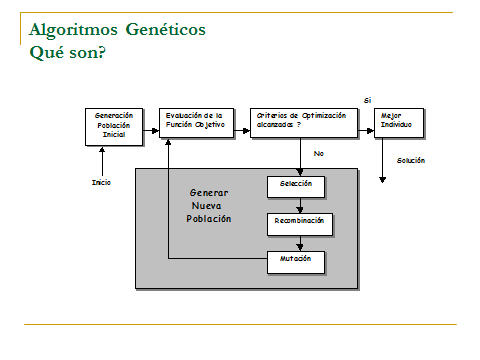 Algoritmos Genéticos
Qué son?
Si
Generación
Población
Inicial
Evaluación de la
Función Objetivo
Criterios de Optimización
alcanzados ?
Mejor
Individuo
No
Solución
Inicio
Selección
Generar
Nueva
Población
Recombinación
Mutación